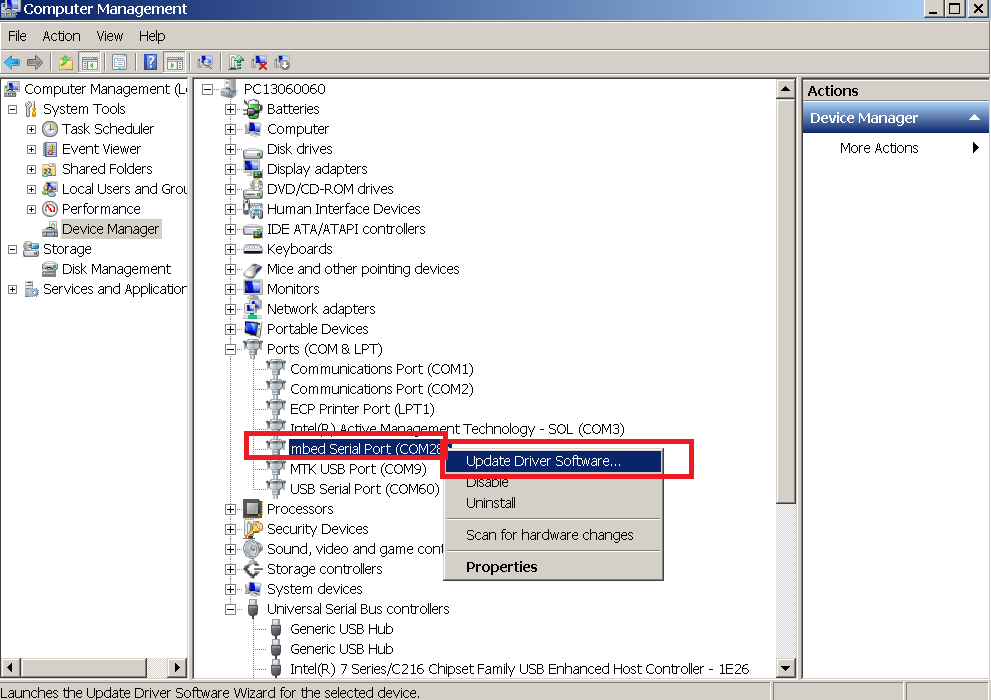 Computer Management
File Action View Help
Computer Management (Lo
System Tools
Task Scheduler
Event Viewer
Shared Folders
Local Users and Grou
Performance
Device Manager
Storage
Disk Management
Services and Application
PC13060060
Batteries
Computer
Disk drives
Display adapters
DVD/CD-ROM drives
Human Interface Devices
IDE ATA/ATAPI controllers
Keyboards
Mice and other pointing devices
Monitors
Network adapters
Portable Devices
Ports (COM & LPT)
Communications Port (COM1)
Communications Port (COM2)
ECP Printer Port (LPT1)
Intel(R) Active Management Technology - SOL (COM3)
mbed Serial Port (COM28
MTK USB Port (COM9)
USB Serial Port (COM60)
Processors
Security Devices
Sound, video and game cont
Storage controllers
System devices
Universal Serial Bus controllers
Generic USB Hub
Generic USB Hub
Intel(R) 7 Series/C216 Chipset Family USB Enhanced Host Controller - 1E26
Update Driver Software...
Disable
Uninstall
Scan for hardware changes
Properties
Actions
Device Manager
More Actions
Launches the Update Driver Software Wizard for the selected device.